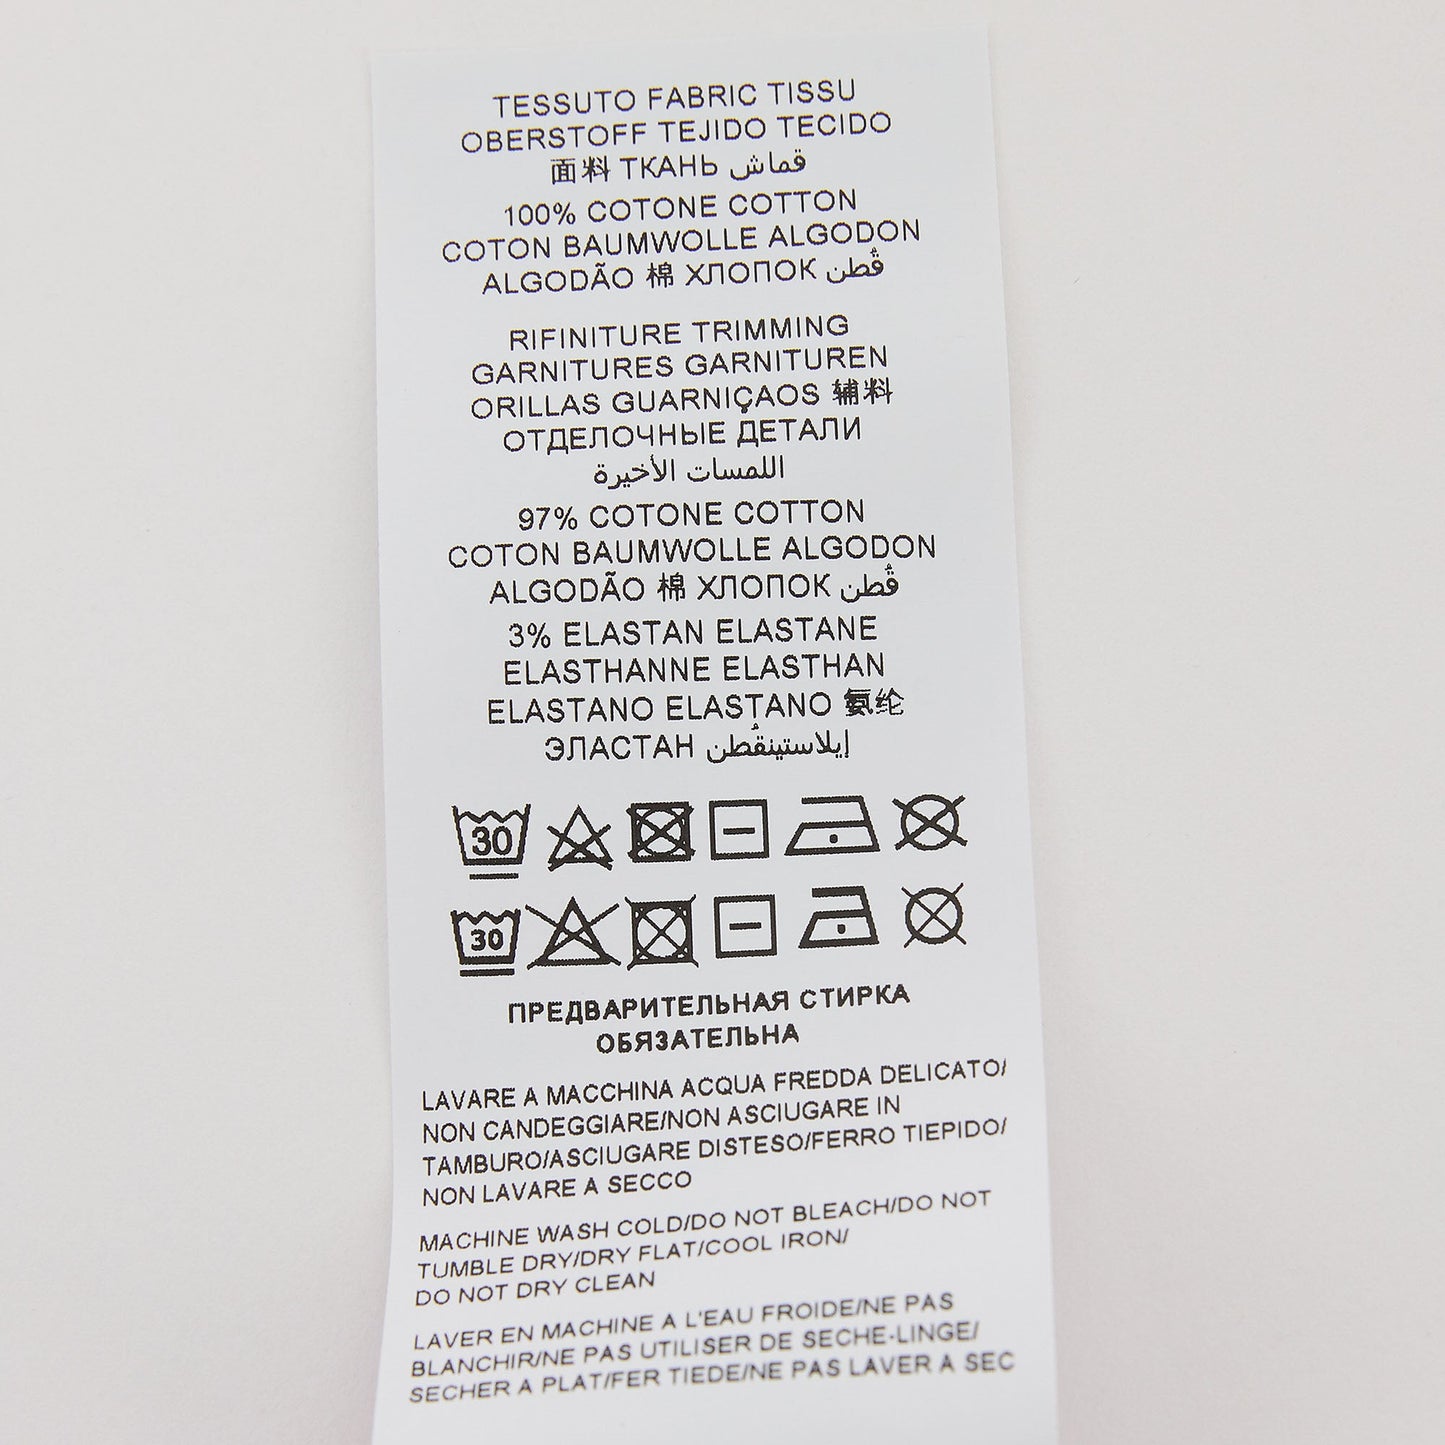 TESSUTO FABRIC TISSU
OBERSTOFF TEJIDO TECIDO
面料 ТКАНЬ قماش
100% COTONE COTTON
COTON BAUMWOLLE ALGODON
ALGODÃO 棉 ХЛОПОК قُطن
RIFINITURE TRIMMING
GARNITURES GARNITUREN
ORILLAS GUARNIÇAOS 辅料
ОТДЕЛОЧНЫЕ ДЕТАЛИ
اللمسات الأخيرة
97% COTONE COTTON
COTON BAUMWOLLE ALGODON
ALGODÃO 棉 ХЛОПОК قُطن
3% ELASTAN ELASTANE
ELASTHANNE ELASTHAN
ELASTANO ELASTANO 氨纶
ЭЛАСТАН إيلاستينقُطن
30
30
ПРЕДВАРИТЕЛЬНАЯ СТИРКА
ОБЯЗАТЕЛЬНА
LAVARE A MACCHINA ACQUA FREDDA DELICATO/
NON CANDEGGIARE/NON ASCIUGARE IN
TAMBURO/ASCIUGARE DISTESO/FERRO TIEPIDO/
NON LAVARE A SECCO
MACHINE WASH COLD/DO NOT BLEACH/DO NOT
TUMBLE DRY/DRY FLAT/COOL IRON/
DO NOT DRY CLEAN
LAVER EN MACHINE A L'EAU FROIDE/NE PAS
BLANCHIR/NE PAS UTILISER DE SECHE-LINGE/
SECHER A PLAT/FER TIEDE/NE PAS LAVER A SEC